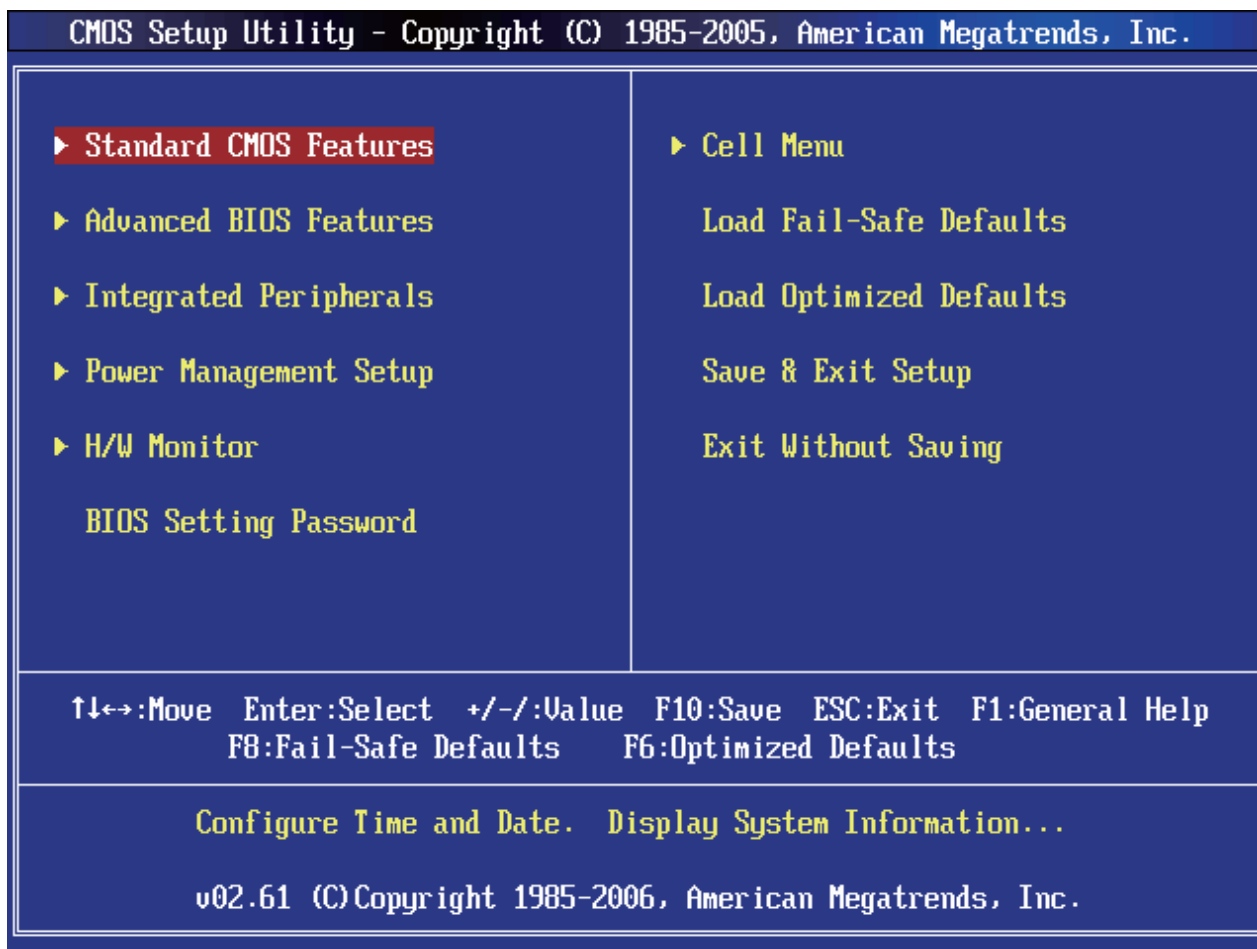 CMOS Setup Utility - Copyright (C) 1985-2005, American Megatrends, Inc.
▶ Standard CMOS Features
▶ Advanced BIOS Features
▶ Integrated Peripherals
▶ Power Management Setup
▶ H/W Monitor
BIOS Setting Password
▶ Cell Menu
Load Fail-Safe Defaults
Load Optimized Defaults
Save & Exit Setup
Exit Without Saving
↑↓←→:Move Enter:Select +/-/:Value F10:Save ESC:Exit F1:General Help
F8:Fail-Safe Defaults F6:Optimized Defaults
Configure Time and Date. Display System Information...
v02.61 (C)Copyright 1985-2006, American Megatrends, Inc.